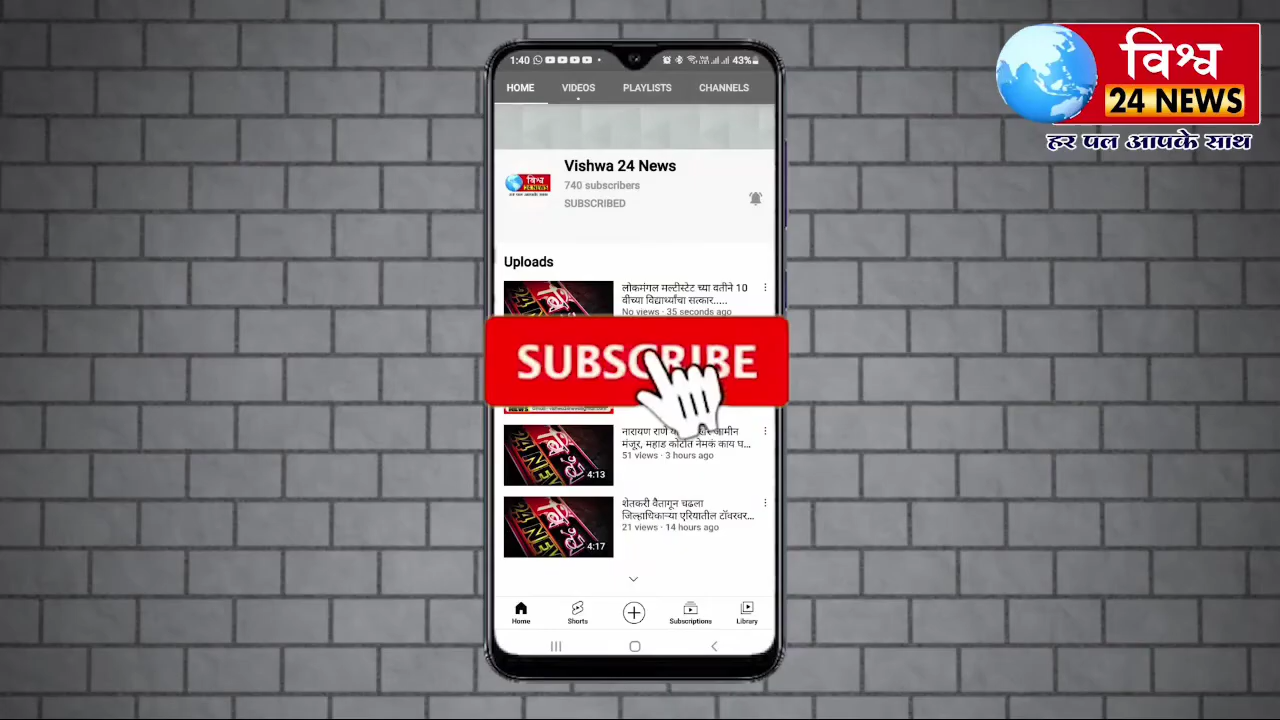 विश्व
24 NEWS
हर पल आपके साथ
1:40
43%
HOME VIDEOS PLAYLISTS CHANNELS
Vishwa 24 News
740 subscribers
SUBSCRIBED
Uploads
लोकमंगल मल्टीस्टेट च्या वतीने 10
वीच्या विद्यार्थ्यांचा सत्कार.....
No views · 35 seconds ago
SUBSCRIBE
नारायण राणे जामीन
मंजूर, महाड कोर्टात नेमकं काय घ...
51 views · 3 hours ago
4:13
शेतकरी वैतागून चढला
जिल्हाधिकाऱ्या एरियातील टॉवरवर...
21 views · 14 hours ago
4:17
Home Shorts Subscriptions Library